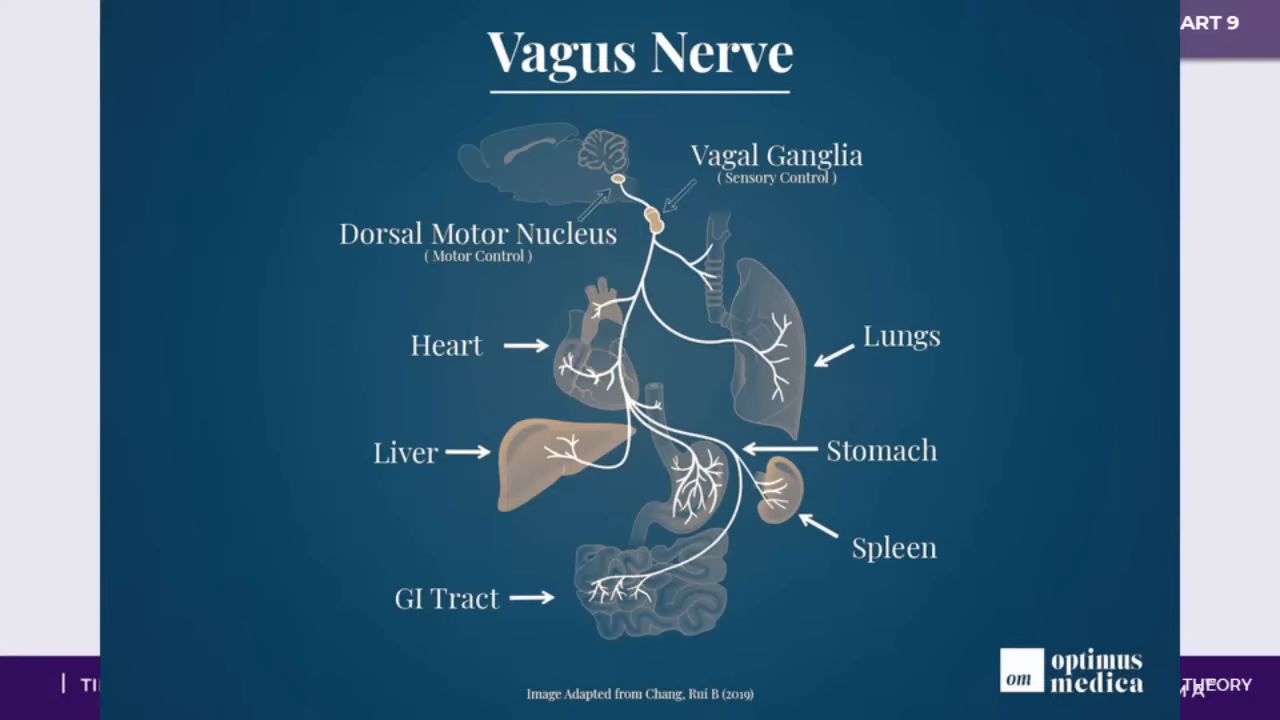 ART 9
Vagus Nerve
Vagal Ganglia
( Sensory Control )
Dorsal Motor Nucleus
( Motor Control )
Heart
Lungs
Liver
Stomach
Spleen
GI Tract
om
optimus
medica
Image Adapted from Chang, Rui B (2019)
| TI
THEORY